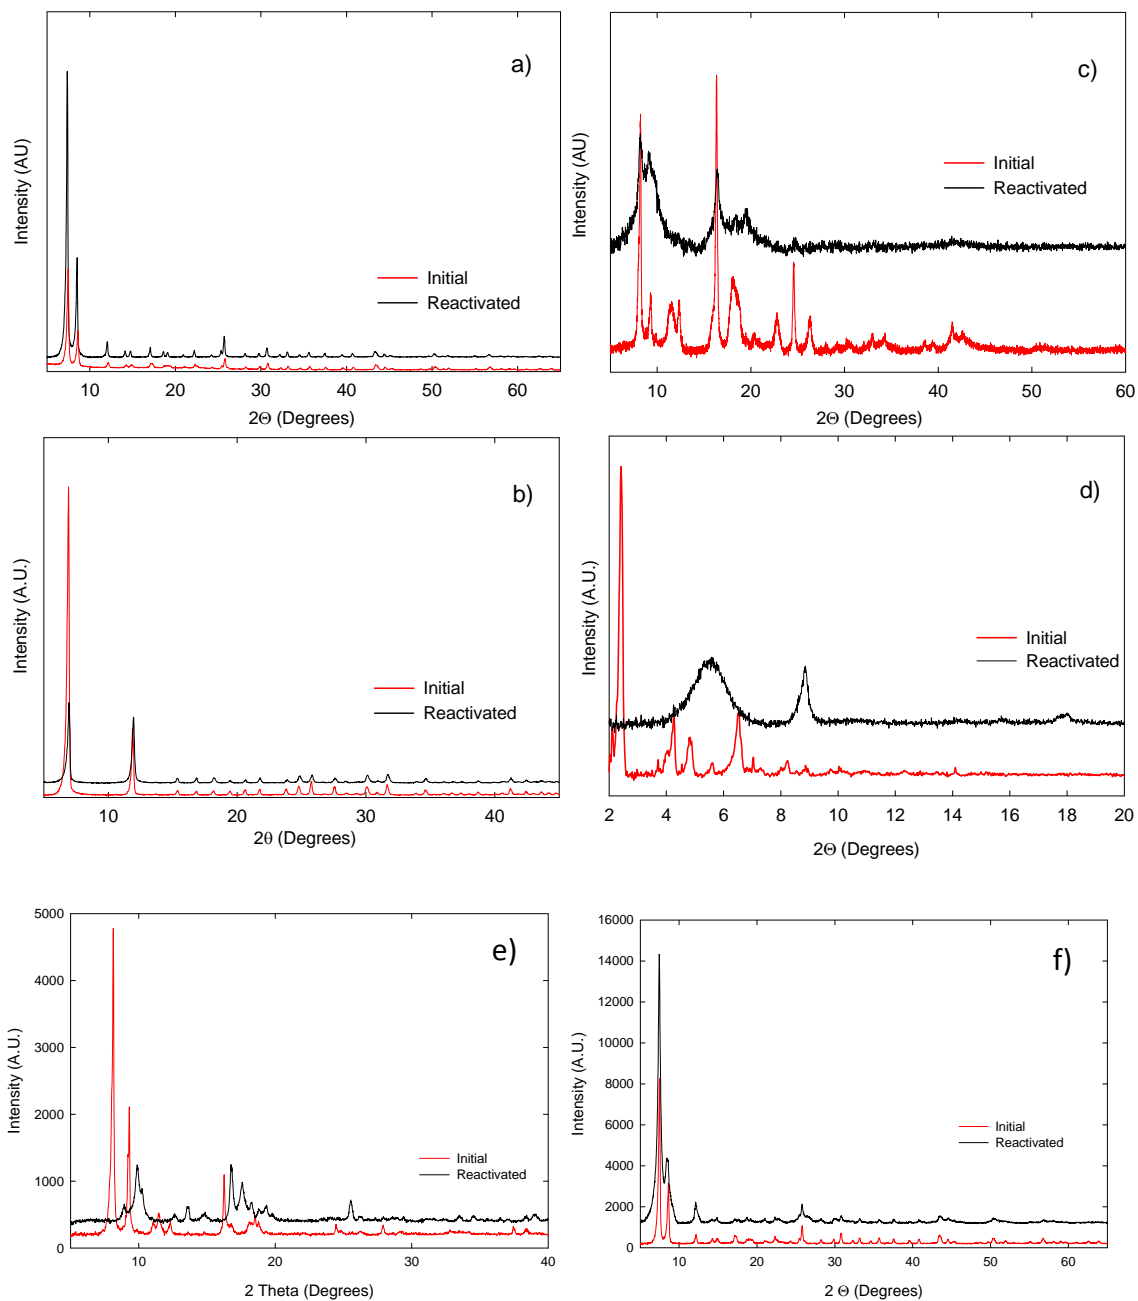 a)
Intensity (AU)
Initial
Reactivated
10 20 30 40 50 60
2Θ (Degrees)
c)
Intensity (AU)
Initial
Reactivated
10 20 30 40 50 60
2Θ (Degrees)
b)
Intensity (A.U.)
Initial
Reactivated
10 20 30 40
2θ (Degrees)
d)
Intensity (A.U.)
Initial
Reactivated
2 4 6 8 10 12 14 16 18 20
2Θ (Degrees)
e)
Intensity (A.U.)
5000
4000
3000
2000
1000
0
Initial
Reactivated
10 20 30 40
2 Theta (Degrees)
f)
Intensity (A.U.)
16000
14000
12000
10000
8000
6000
4000
2000
0
Initial
Reactivated
10 20 30 40 50 60
2 Θ (Degrees)